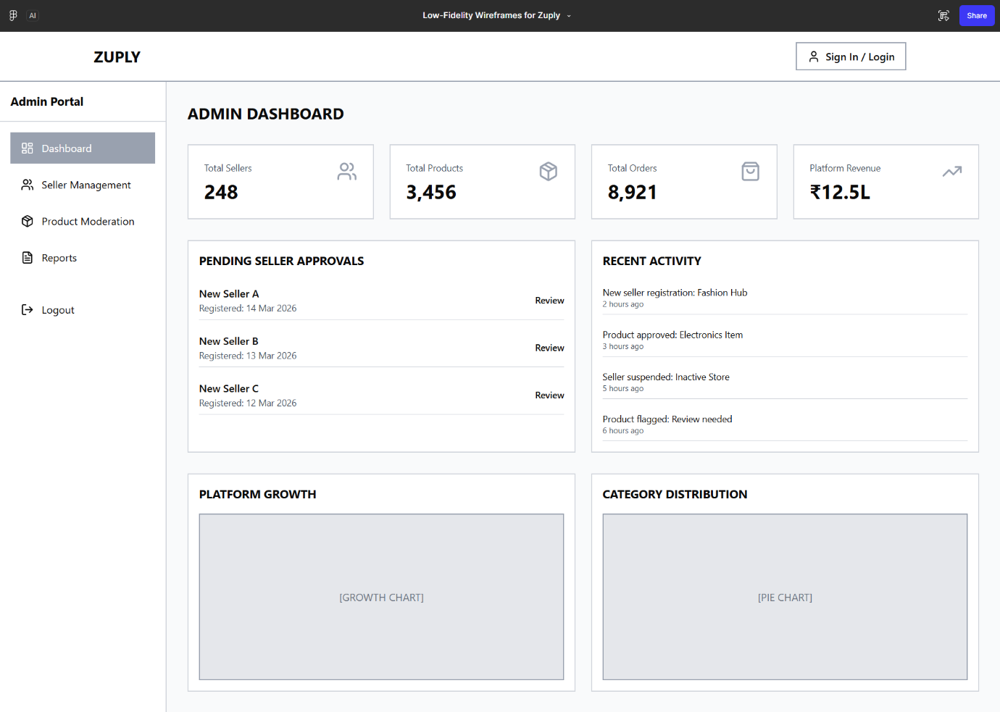 AI
Low-Fidelity Wireframes for Zuply
Share
ZUPLY
Sign In / Login
Admin Portal
Dashboard
Seller Management
Product Moderation
Reports
Logout
ADMIN DASHBOARD
Total Sellers
248
Total Products
3,456
Total Orders
8,921
Platform Revenue
₹12.5L
PENDING SELLER APPROVALS
New Seller A
Registered: 14 Mar 2026
Review
New Seller B
Registered: 13 Mar 2026
Review
New Seller C
Registered: 12 Mar 2026
Review
RECENT ACTIVITY
New seller registration: Fashion Hub
2 hours ago
Product approved: Electronics Item
3 hours ago
Seller suspended: Inactive Store
5 hours ago
Product flagged: Review needed
6 hours ago
PLATFORM GROWTH
[GROWTH CHART]
CATEGORY DISTRIBUTION
[PIE CHART]